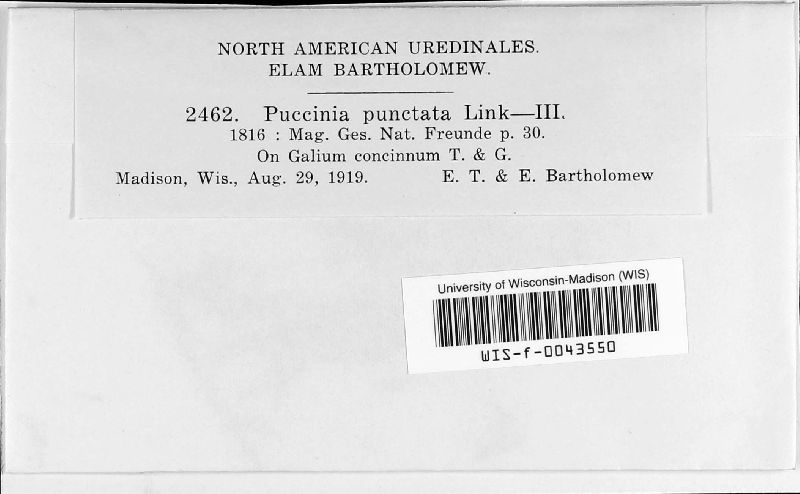 NORTH AMERICAN UREDINALES.
ELAM BARTHOLOMEW.
2462. Puccinia punctata Link—III.
1816 : Mag. Ges. Nat. Freunde p. 30.
On Galium concinnum T. & G.
Madison, Wis., Aug. 29, 1919. E. T. & E. Bartholomew
University of Wisconsin-Madison (WIS)
WIS-f-0043550